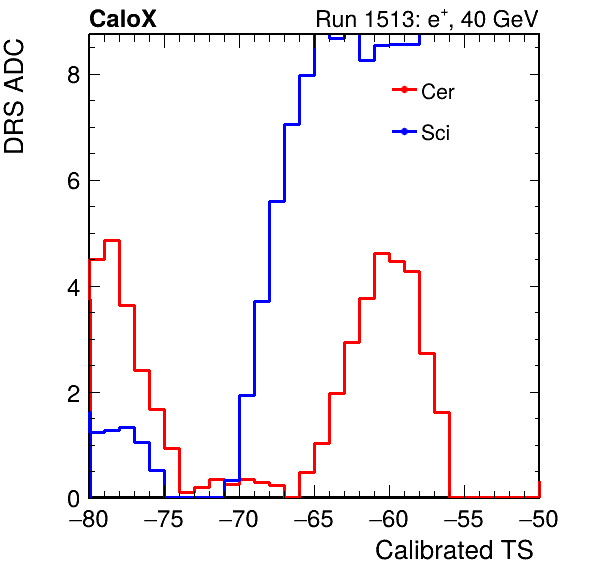 CaloX Run 1513: e⁺, 40 GeV
DRS ADC
8
6
4
2
0
Cer
Sci
−80 −75 −70 −65 −60 −55 −50
Calibrated TS